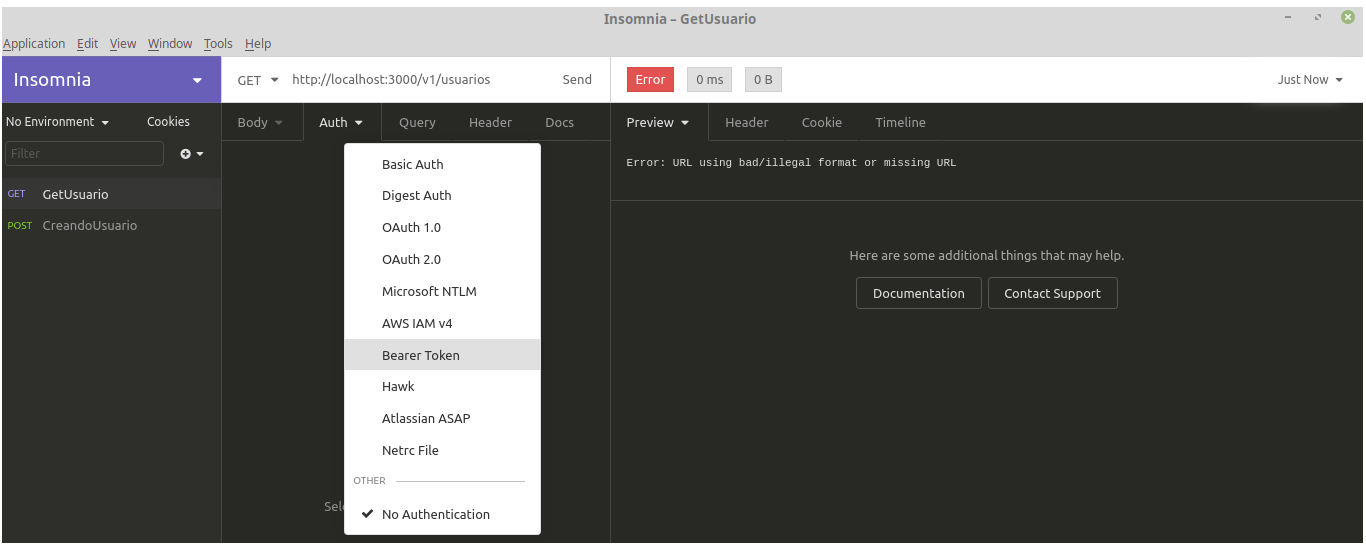 Insomnia – GetUsuario
Application Edit View Window Tools Help
Insomnia
GET http://localhost:3000/v1/usuarios Send
Error 0 ms 0 B Just Now
No Environment Cookies
Body Auth Query Header Docs
Preview Header Cookie Timeline
Filter
GET GetUsuario
POST CreandoUsuario
Basic Auth
Digest Auth
OAuth 1.0
OAuth 2.0
Microsoft NTLM
AWS IAM v4
Bearer Token
Hawk
Atlassian ASAP
Netrc File
OTHER
No Authentication
Error: URL using bad/illegal format or missing URL
Here are some additional things that may help.
Documentation Contact Support